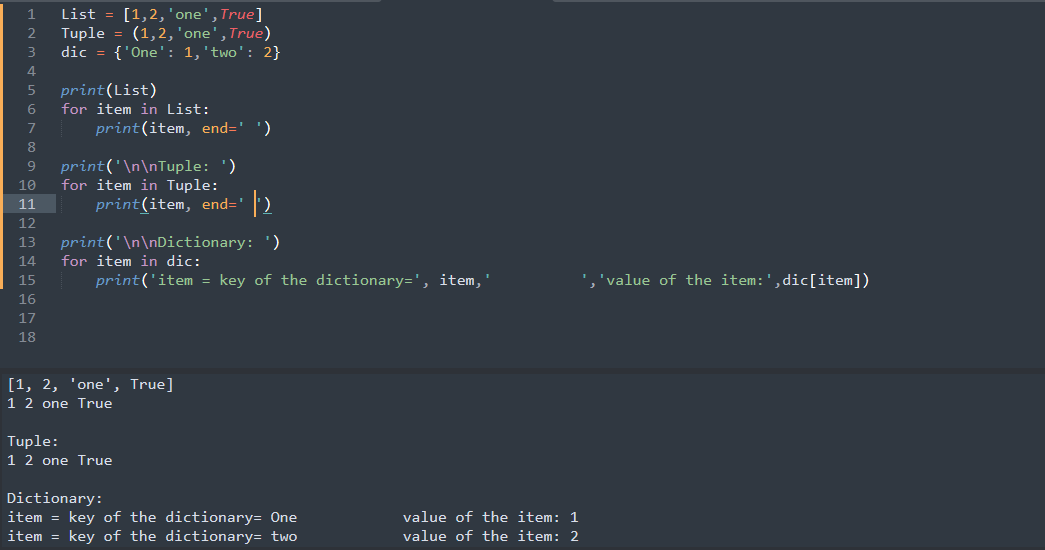 1 List = [1,2,'one',True]
2 Tuple = (1,2,'one',True)
3 dic = {'One': 1,'two': 2}
4
5 print(List)
6 for item in List:
7     print(item, end=' ')
8
9 print('\n\nTuple: ')
10 for item in Tuple:
11     print(item, end=' ')
12
13 print('\n\nDictionary: ')
14 for item in dic:
15     print('item = key of the dictionary=', item,'          ','value of the item:',dic[item])
16
17
18
[1, 2, 'one', True]
1 2 one True

Tuple:
1 2 one True

Dictionary:
item = key of the dictionary= One            value of the item: 1
item = key of the dictionary= two            value of the item: 2